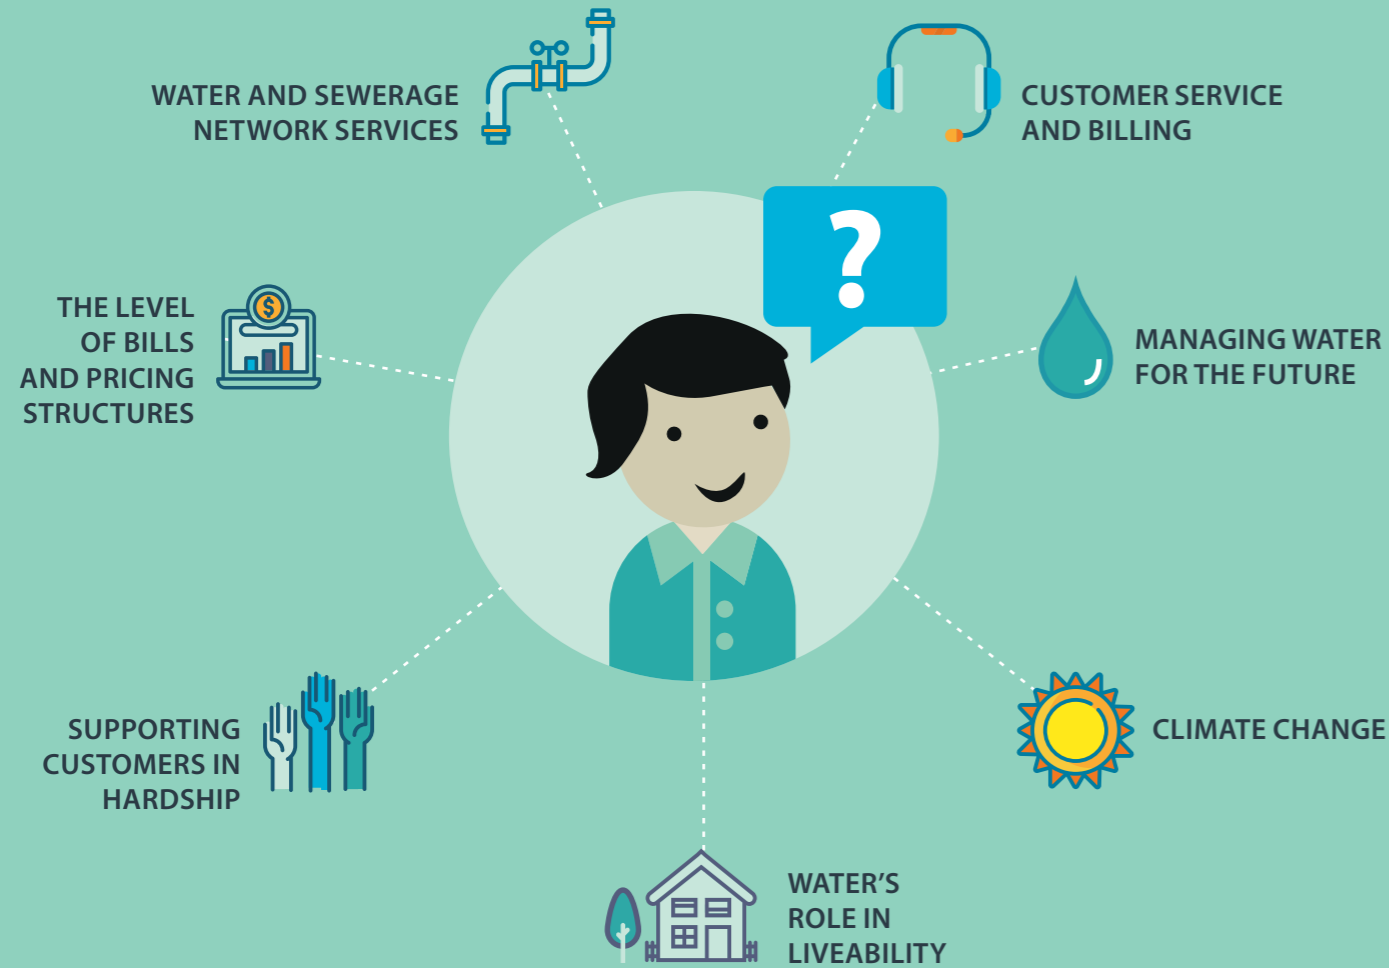 WATER AND SEWERAGE
NETWORK SERVICES
CUSTOMER SERVICE
AND BILLING
?
THE LEVEL
OF BILLS
AND PRICING
STRUCTURES
$
MANAGING WATER
FOR THE FUTURE
SUPPORTING
CUSTOMERS IN
HARDSHIP
CLIMATE CHANGE
WATER’S
ROLE IN
LIVEABILITY